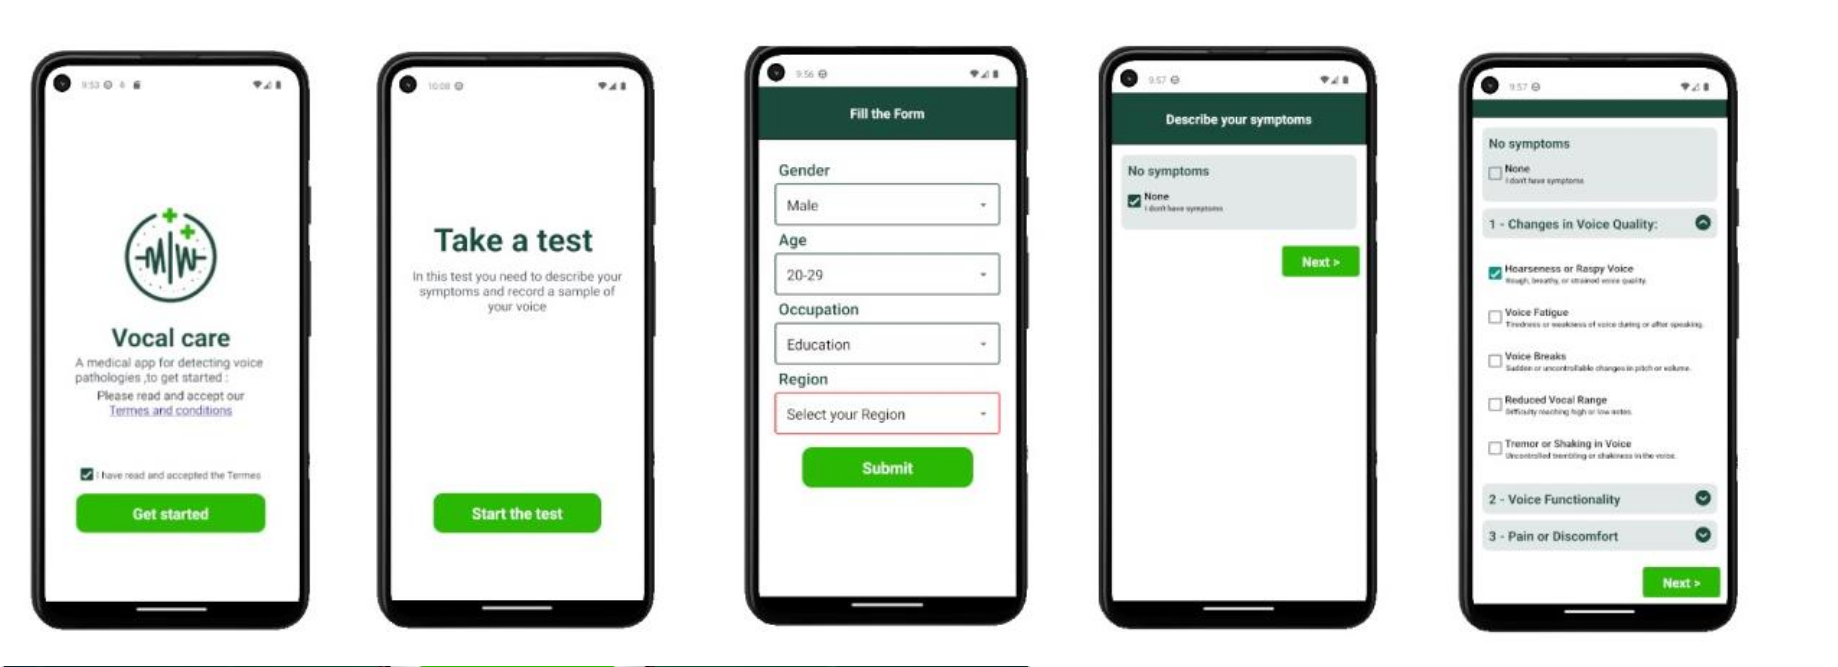 9:53
Vocal care
A medical app for detecting voice
pathologies ,to get started :
Please read and accept our
Termes and conditions
I have read and accepted the Termes
Get started
10:08
Take a test
In this test you need to describe your
symptoms and record a sample of
your voice
Start the test
9:56
Fill the Form
Gender
Male
Age
20-29
Occupation
Education
Region
Select your Region
Submit
9:57
Describe your symptoms
No symptoms
None
I don't have symptoms
Next >
9:57
No symptoms
None
I don't have symptoms
1 - Changes in Voice Quality:
Hoarseness or Raspy Voice
Rough, breathy, or strained voice quality.
Voice Fatigue
Tiredness or weakness of voice during or after speaking.
Voice Breaks
Sudden or uncontrollable changes in pitch or volume.
Reduced Vocal Range
Difficulty reaching high or low notes.
Tremor or Shaking in Voice
Uncontrolled trembling or shakiness in the voice.
2 - Voice Functionality
3 - Pain or Discomfort
Next >